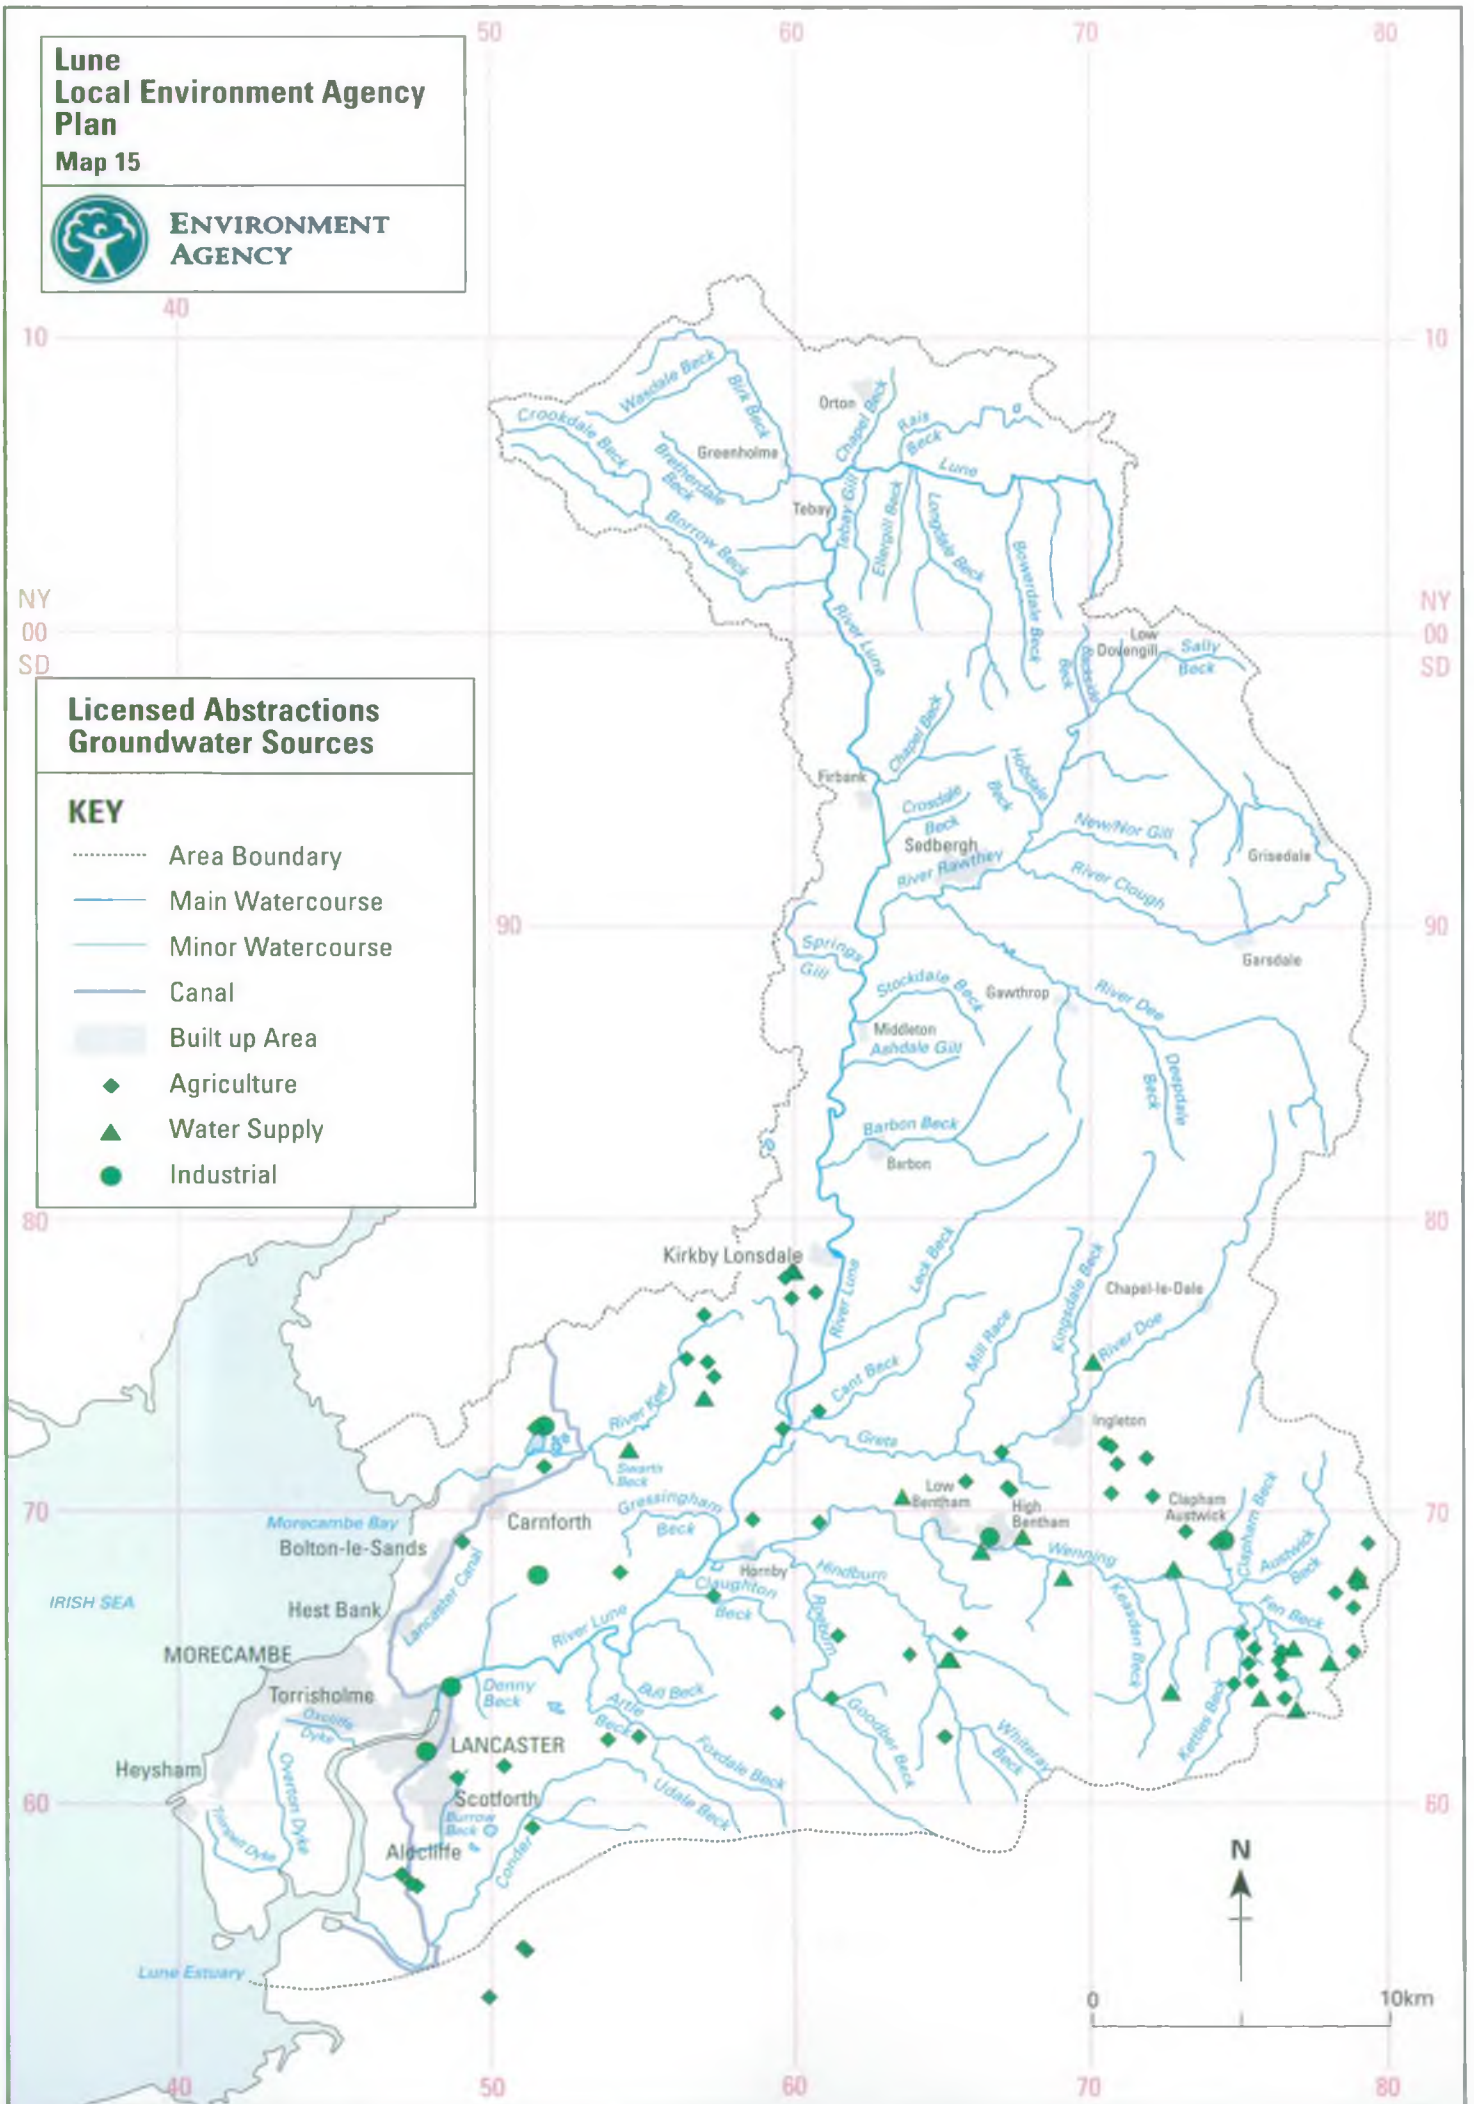 Lune
Local Environment Agency
Plan
Map 15
ENVIRONMENT
AGENCY
50
60
70
80
40
10
10
NY
00
SD
NY
00
SD
Licensed Abstractions
Groundwater Sources
KEY
Area Boundary
Main Watercourse
Minor Watercourse
Canal
Built up Area
Agriculture
Water Supply
Industrial
Wasdale Beck
Birk Beck
Crookdale Beck
Bretherdale
Beck
Greenholme
Orton
Chapel Beck
Rais
Beck
Lune
Tebay
Tebay Gill
Ellergill Beck
Longdale Beck
Bowerdale Beck
Borrow Beck
River Lune
Low
Dovengill
Sally
Beck
Backside
Beck
Chapel Beck
Firbank
Hobdale
Beck
Crosdale
Beck
Sedbergh
River Rawthey
New/Nor Gill
River Clough
Grisedale
90
90
Springs
Gill
Garsdale
Stockdale Beck
Gawthrop
River Dee
Middleton
Ashdale Gill
Deepdale
Beck
Barbon Beck
Barbon
80
80
Kirkby Lonsdale
River Lune
Leck Beck
Kingsdale Beck
Chapel-le-Dale
Mill Race
River Doe
Cant Beck
River Keer
Ingleton
Greta
Swarth
Beck
Gressingham
Beck
Low
Bentham
High
Bentham
Clapham
Austwick
Clapham Beck
Austwick
Beck
70
70
Morecambe Bay
Carnforth
Bolton-le-Sands
Lancaster Canal
Hornby
Hindburn
Wenning
Claughton
Beck
Keasden Beck
Fen Beck
IRISH SEA
Hest Bank
River Lune
Roeburn
MORECAMBE
Torrisholme
Denny
Beck
Bull Beck
Artle
Beck
Goodber Beck
Whiteray
Beck
Kettles Beck
Oxcliffe
Dyke
LANCASTER
Foxdale Beck
Heysham
Overton Dyke
Udale Beck
Scotforth
60
60
Burrow
Beck
Aldcliffe
Conder
N
Lune Estuary
0
10km
40
50
60
70
80